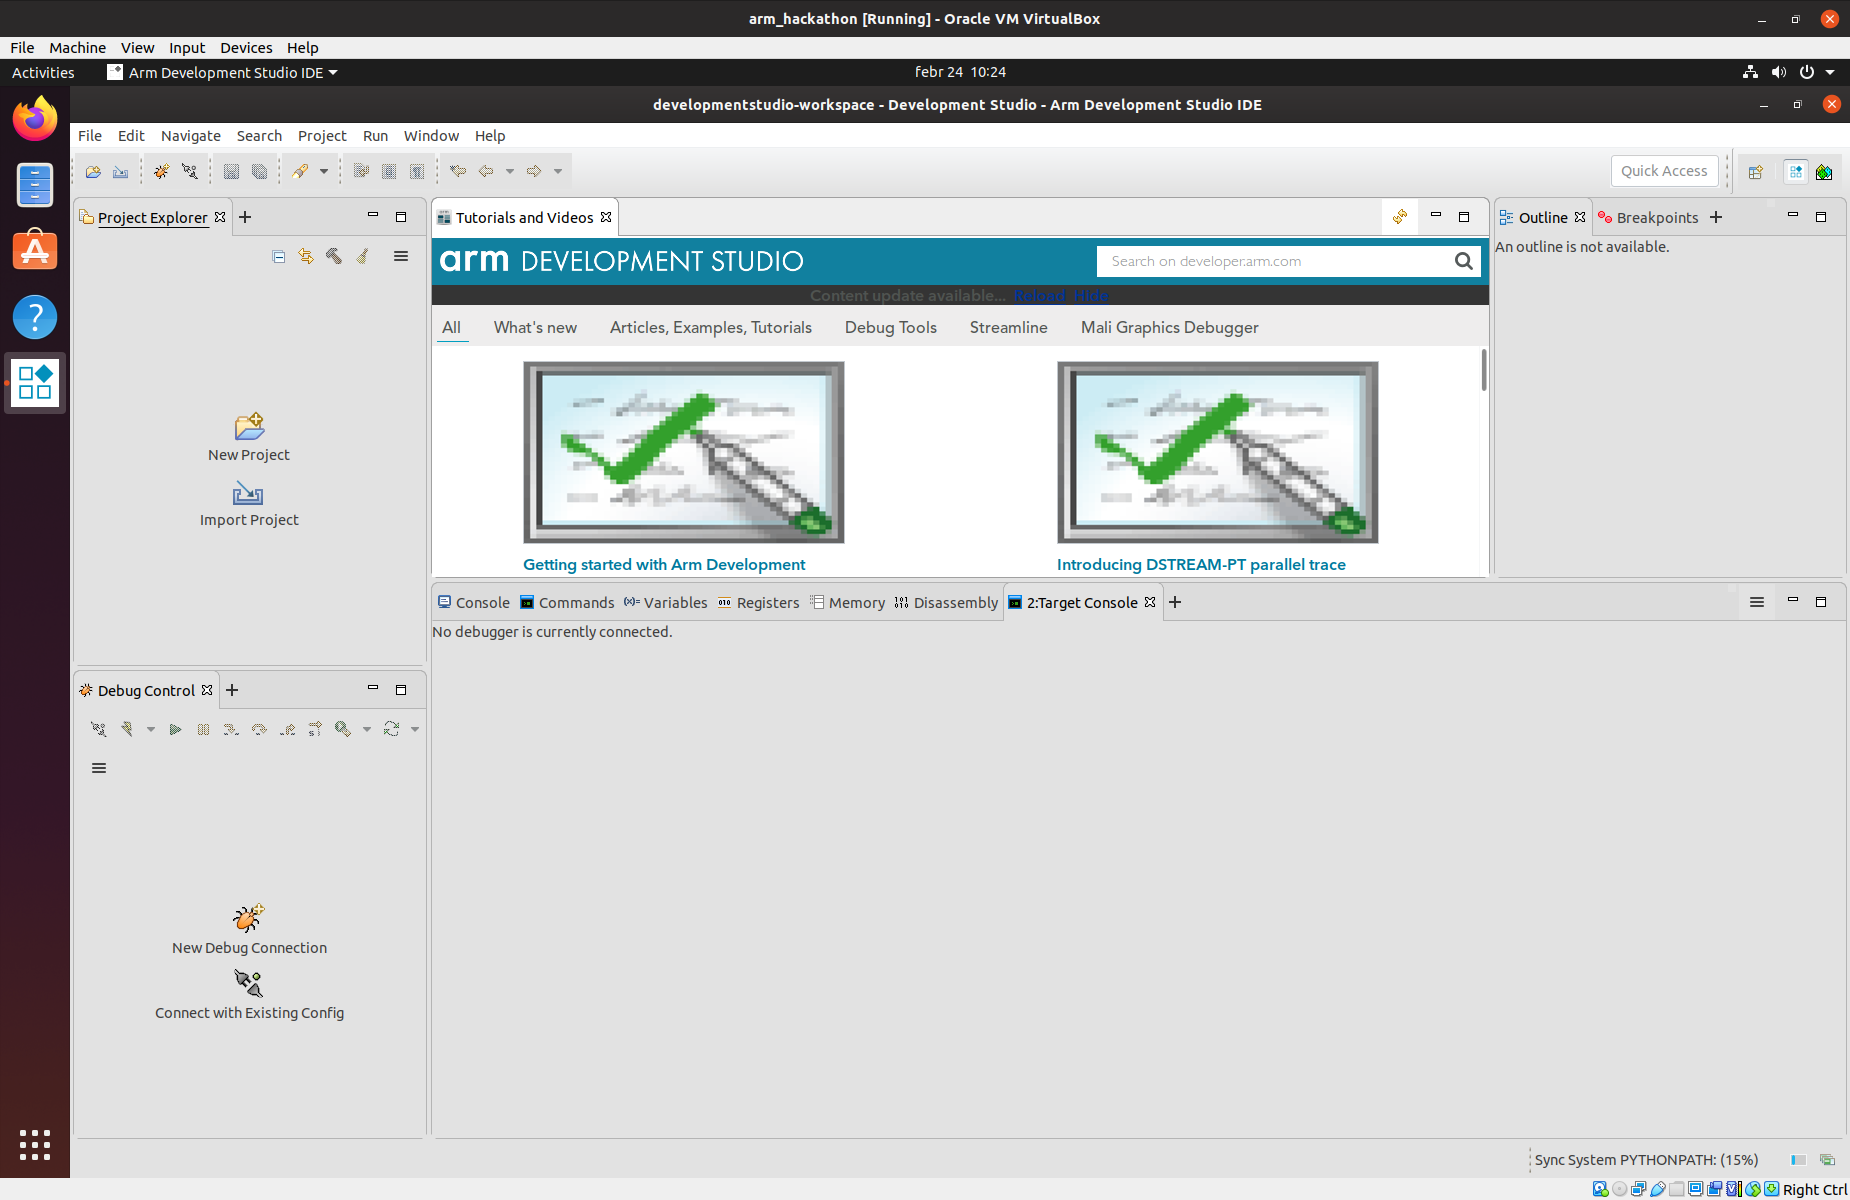 arm_hackathon [Running] - Oracle VM VirtualBox
File Machine View Input Devices Help
Activities Arm Development Studio IDE febr 24 10:24
developmentstudio-workspace - Development Studio - Arm Development Studio IDE
File Edit Navigate Search Project Run Window Help
Quick Access
Project Explorer
New Project
Import Project
Tutorials and Videos
arm DEVELOPMENT STUDIO Search on developer.arm.com
Content update available... Reload Hide
All What's new Articles, Examples, Tutorials Debug Tools Streamline Mali Graphics Debugger
Getting started with Arm Development Introducing DSTREAM-PT parallel trace
Outline Breakpoints
An outline is not available.
Debug Control
New Debug Connection
Connect with Existing Config
Console Commands Variables Registers Memory Disassembly 2:Target Console
No debugger is currently connected.
Sync System PYTHONPATH: (15%)
Right Ctrl